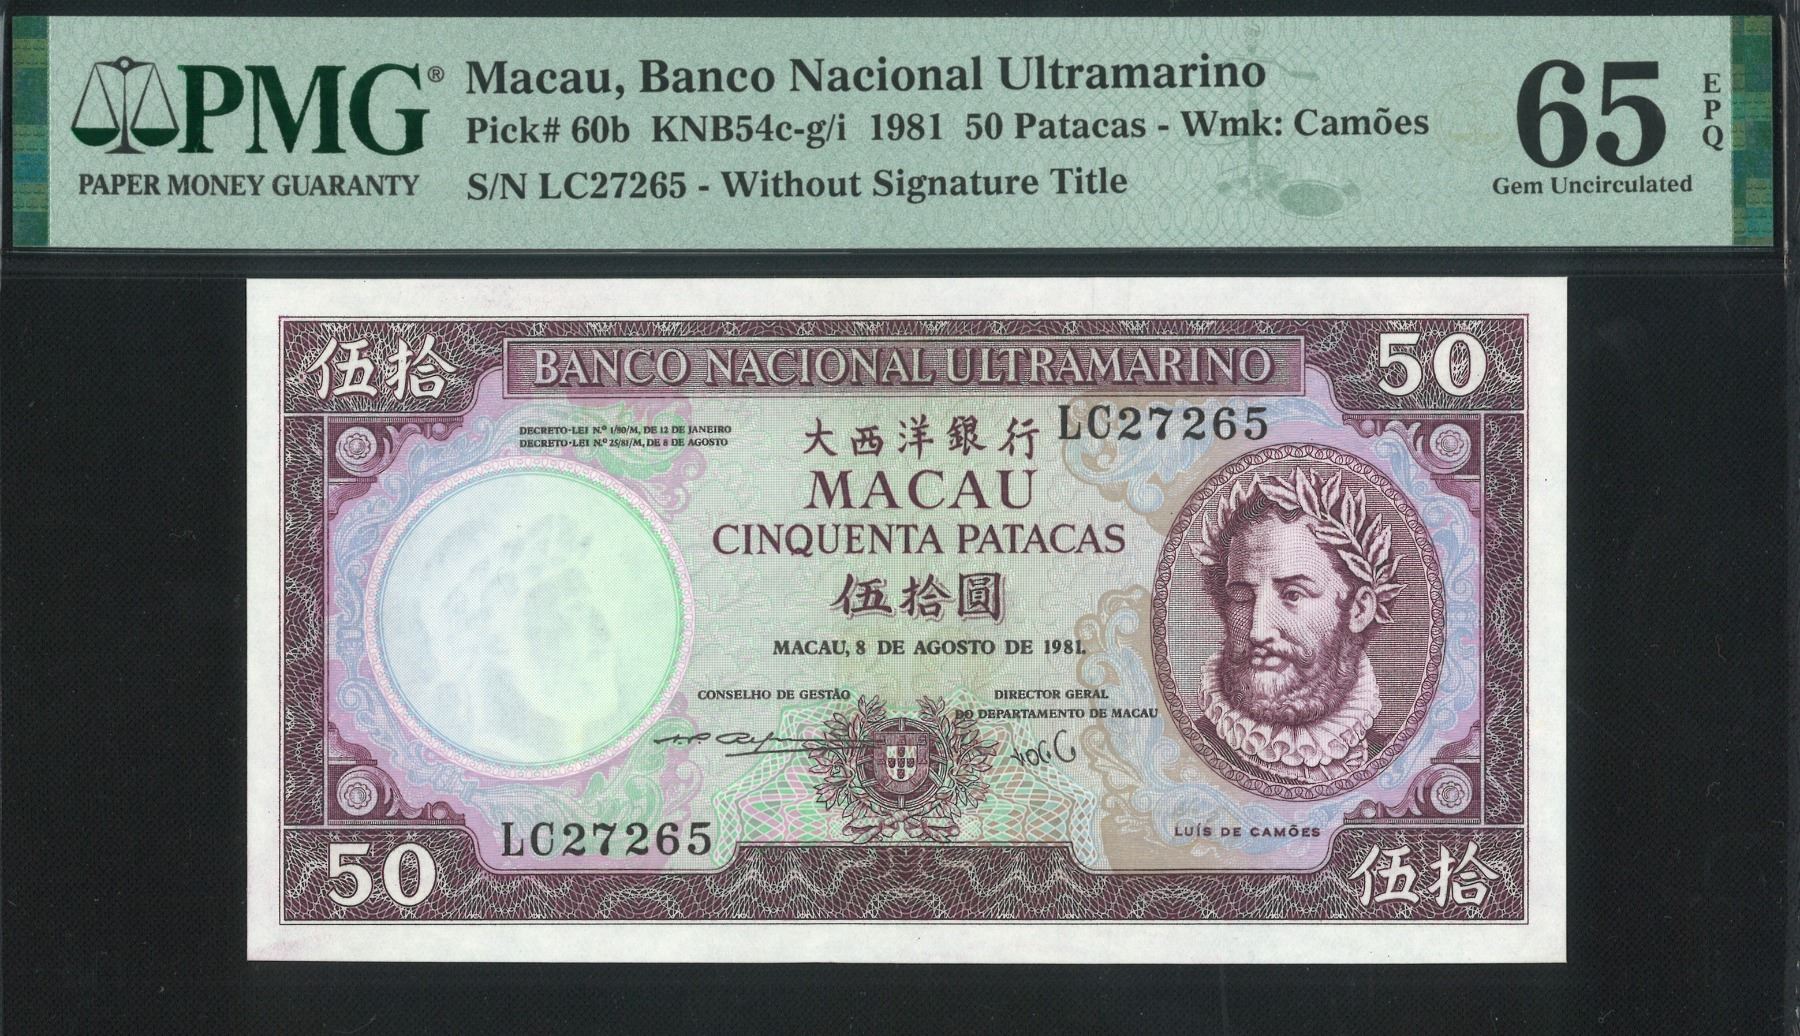 PMG®
PAPER MONEY GUARANTY
Macau, Banco Nacional Ultramarino
Pick# 60b KNB54c-g/i 1981 50 Patacas - Wmk: Camões
S/N LC27265 - Without Signature Title
65
EPQ
Gem Uncirculated
伍拾
BANCO NACIONAL ULTRAMARINO
50
DECRETO-LEI N.º 1/80/M, DE 12 DE JANEIRO
DECRETO-LEI N.º 25/81/M, DE 8 DE AGOSTO
大西洋銀行
LC27265
MACAU
CINQUENTA PATACAS
伍拾圓
MACAU, 8 DE AGOSTO DE 1981.
CONSELHO DE GESTÃO
DIRECTOR GERAL
DO DEPARTAMENTO DE MACAU
LUÍS DE CAMÕES
LC27265
50
伍拾